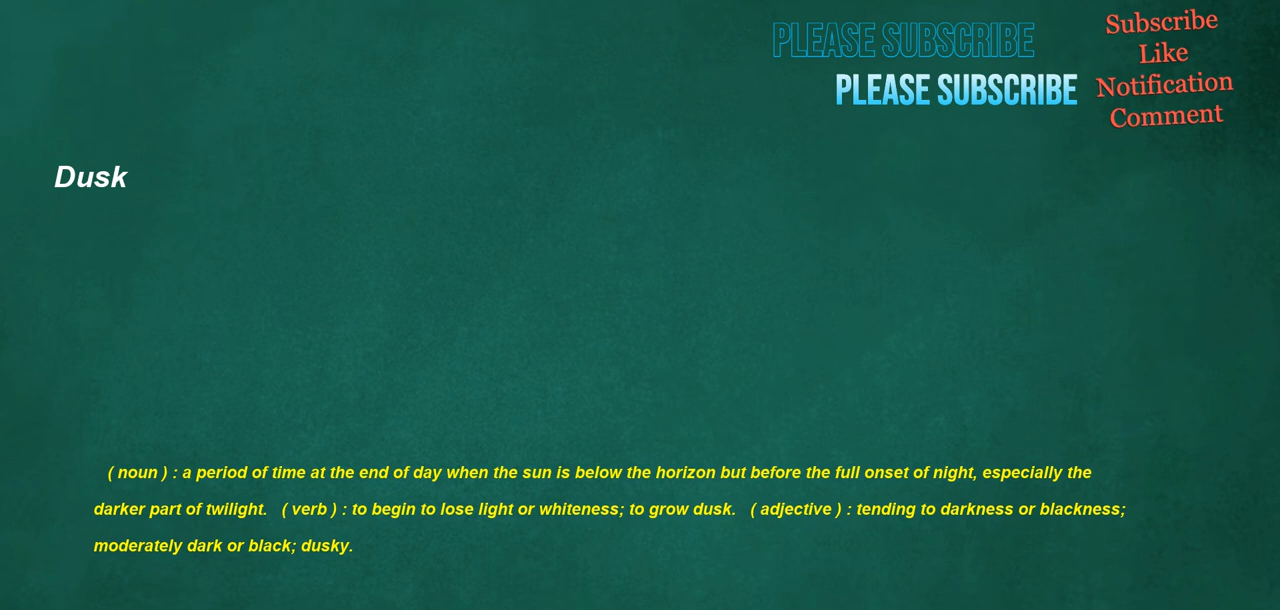 PLEASE SUBSCRIBE
PLEASE SUBSCRIBE
Subscribe
Like
Notification
Comment
Dusk
( noun ) : a period of time at the end of day when the sun is below the horizon but before the full onset of night, especially the
darker part of twilight. ( verb ) : to begin to lose light or whiteness; to grow dusk. ( adjective ) : tending to darkness or blackness;
moderately dark or black; dusky.